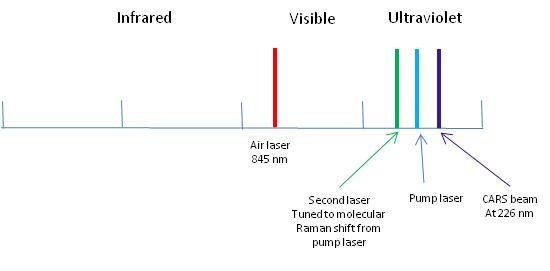 Infrared
Visible
Ultraviolet
Air laser
845 nm
Second laser
Tuned to molecular
Raman shift from
pump laser
Pump laser
CARS beam
At 226 nm